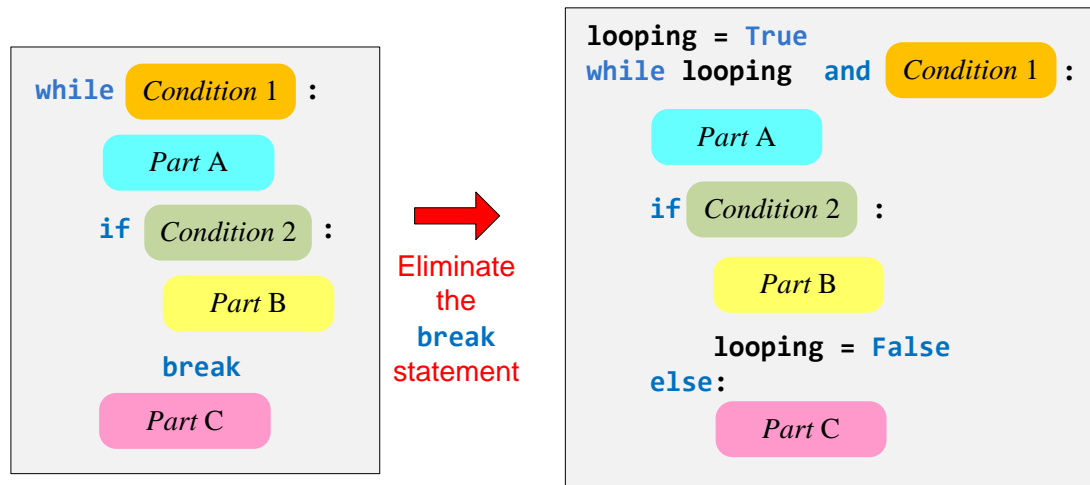 while Condition 1 :
Part A
if Condition 2 :
Part B
break
Part C
Eliminate
the
break
statement
looping = True
while looping and Condition 1 :
Part A
if Condition 2 :
Part B
looping = False
else:
Part C